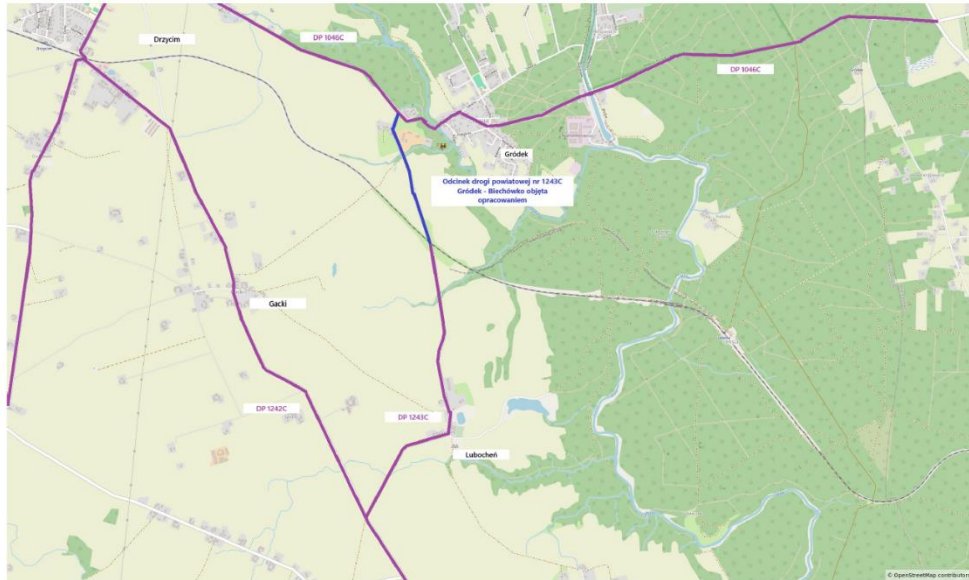 Drzycim
DP 1046C
DP 1046C
Gródek
Odcinek drogi powiatowej nr 1243C
Gródek - Biechówko objęta
opracowaniem
Gacki
DP 1242C
DP 1243C
Lubocheń
© OpenStreetMap contributors